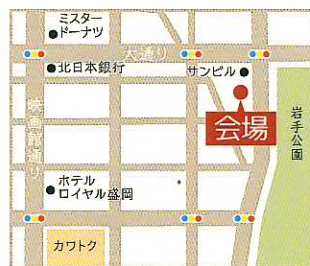 ミスター
ドーナツ
大通り
北日本銀行
サンビル
映画館通り
会場
岩手公園
ホテル
ロイヤル盛岡
カワトク